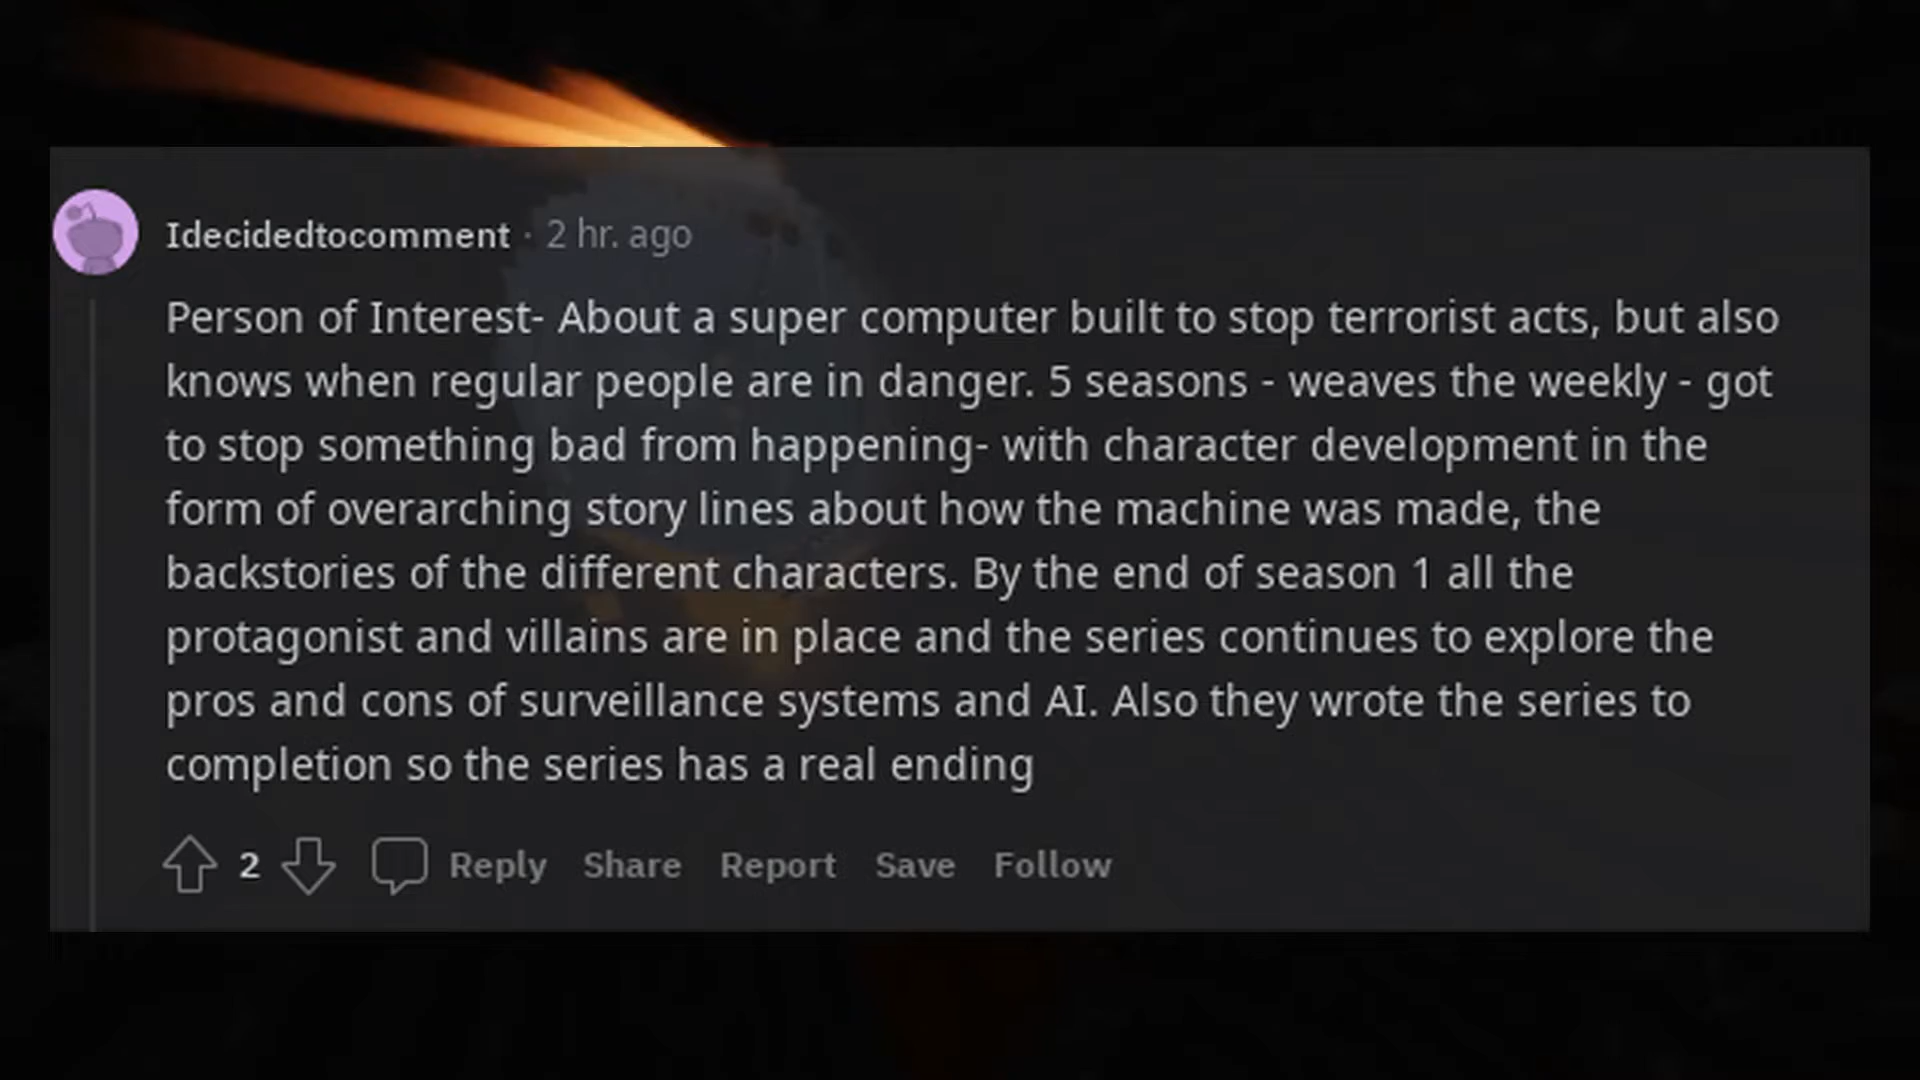 Idecidedtocomment · 2 hr. ago
Person of Interest- About a super computer built to stop terrorist acts, but also
knows when regular people are in danger. 5 seasons - weaves the weekly - got
to stop something bad from happening- with character development in the
form of overarching story lines about how the machine was made, the
backstories of the different characters. By the end of season 1 all the
protagonist and villains are in place and the series continues to explore the
pros and cons of surveillance systems and AI. Also they wrote the series to
completion so the series has a real ending
2 Reply Share Report Save Follow